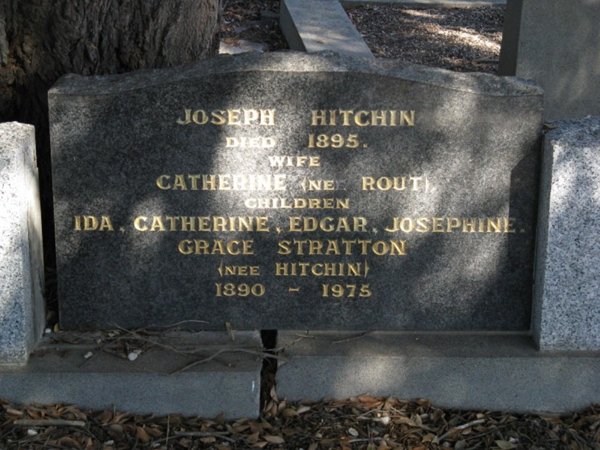 JOSEPH HITCHIN
DIED 1895.
WIFE
CATHERINE (NE ROUT)
CHILDREN
IDA, CATHERINE, EDGAR, JOSEPHINE.
GRACE STRATTON
(NEE HITCHIN)
1890 - 1975